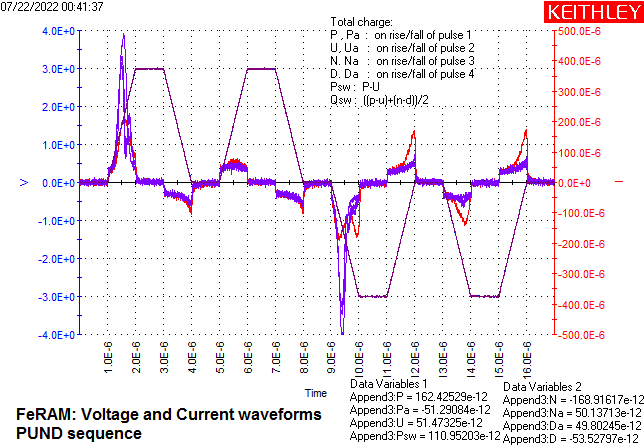 07/22/2022 00:41:37
KEITHLEY
Total charge:
P , Pa : on rise/fall of pulse 1
U, Ua : on rise/fall of pulse 2
N. Na : on rise/fall of pulse 3
D. Da : on rise/fall of pulse 4
Psw : P-U
Qsw : ((p-u)+(n-d))/2
4.0E+0
3.0E+0
2.0E+0
1.0E+0
0.0E+0
-1.0E+0
-2.0E+0
-3.0E+0
-4.0E+0
V
500.0E-6
400.0E-6
300.0E-6
200.0E-6
100.0E-6
0.0E+0
-100.0E-6
-200.0E-6
-300.0E-6
-400.0E-6
-500.0E-6
I
1.0E-6
2.0E-6
3.0E-6
4.0E-6
5.0E-6
6.0E-6
7.0E-6
8.0E-6
9.0E-6
10.0E-6
11.0E-6
12.0E-6
13.0E-6
14.0E-6
15.0E-6
16.0E-6
Time
Data Variables 1
Append3:P = 162.42529e-12
Append3:Pa = -51.29084e-12
Append3:U = 51.47325e-12
Append3:Psw = 110.95203e-12
Data Variables 2
Append3:N = -168.91617e-12
Append3:Na = 50.13713e-12
Append3:Da = 49.80245e-12
Append3:D = -53.52797e-12
FeRAM: Voltage and Current waveforms
PUND sequence